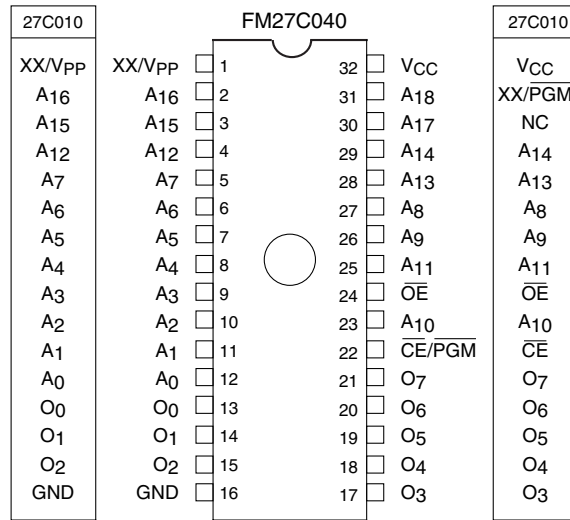 27C010 FM27C040 27C010
XX/VPP XX/VPP 1 32 VCC VCC
A16 A16 2 31 A18 XX/PGM
A15 A15 3 30 A17 NC
A12 A12 4 29 A14 A14
A7 A7 5 28 A13 A13
A6 A6 6 27 A8 A8
A5 A5 7 26 A9 A9
A4 A4 8 25 A11 A11
A3 A3 9 24 OE OE
A2 A2 10 23 A10 A10
A1 A1 11 22 CE/PGM CE
A0 A0 12 21 O7 O7
O0 O0 13 20 O6 O6
O1 O1 14 19 O5 O5
O2 O2 15 18 O4 O4
GND GND 16 17 O3 O3